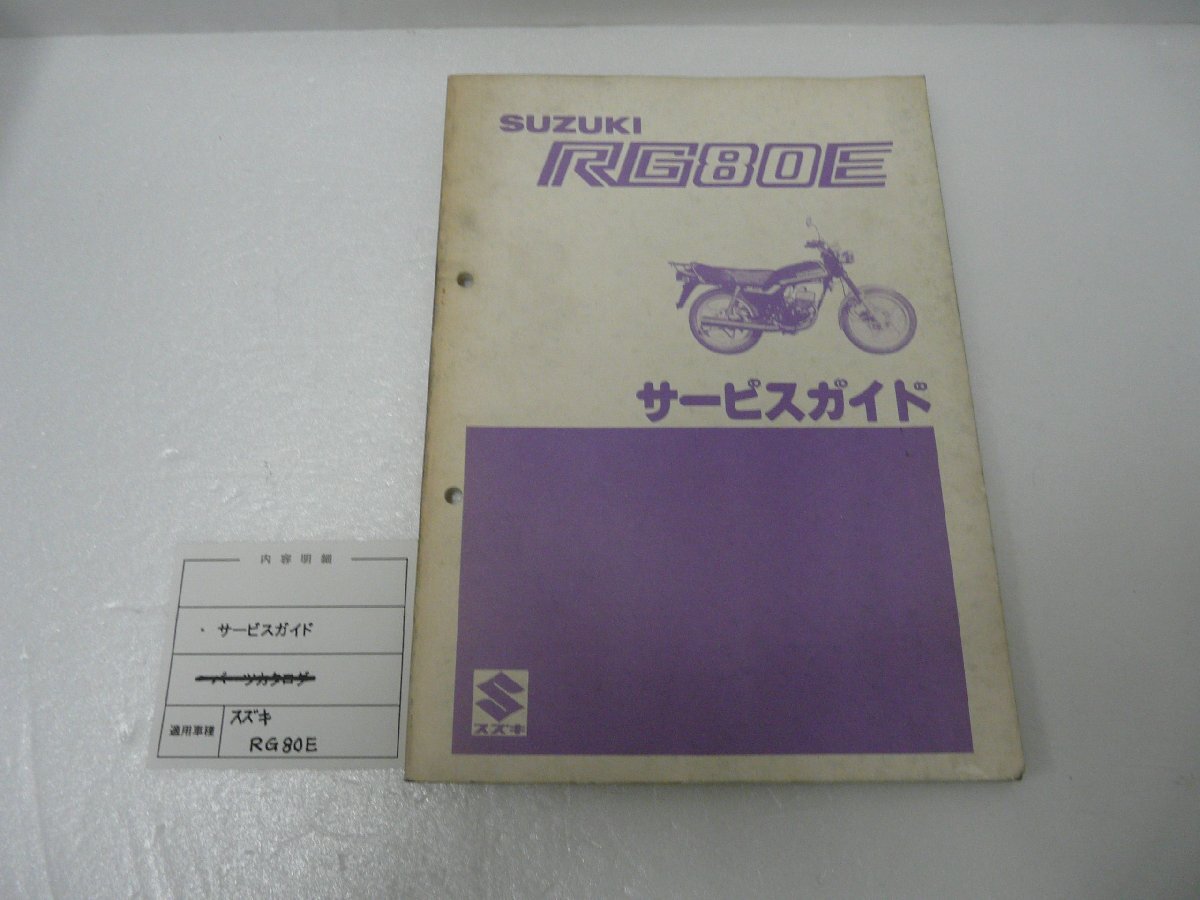 SUZUKI
RG80E
サービスガイド
スズキ
内容明細
・サービスガイド
パーツカタログ
適用車種
スズキ
RG80E